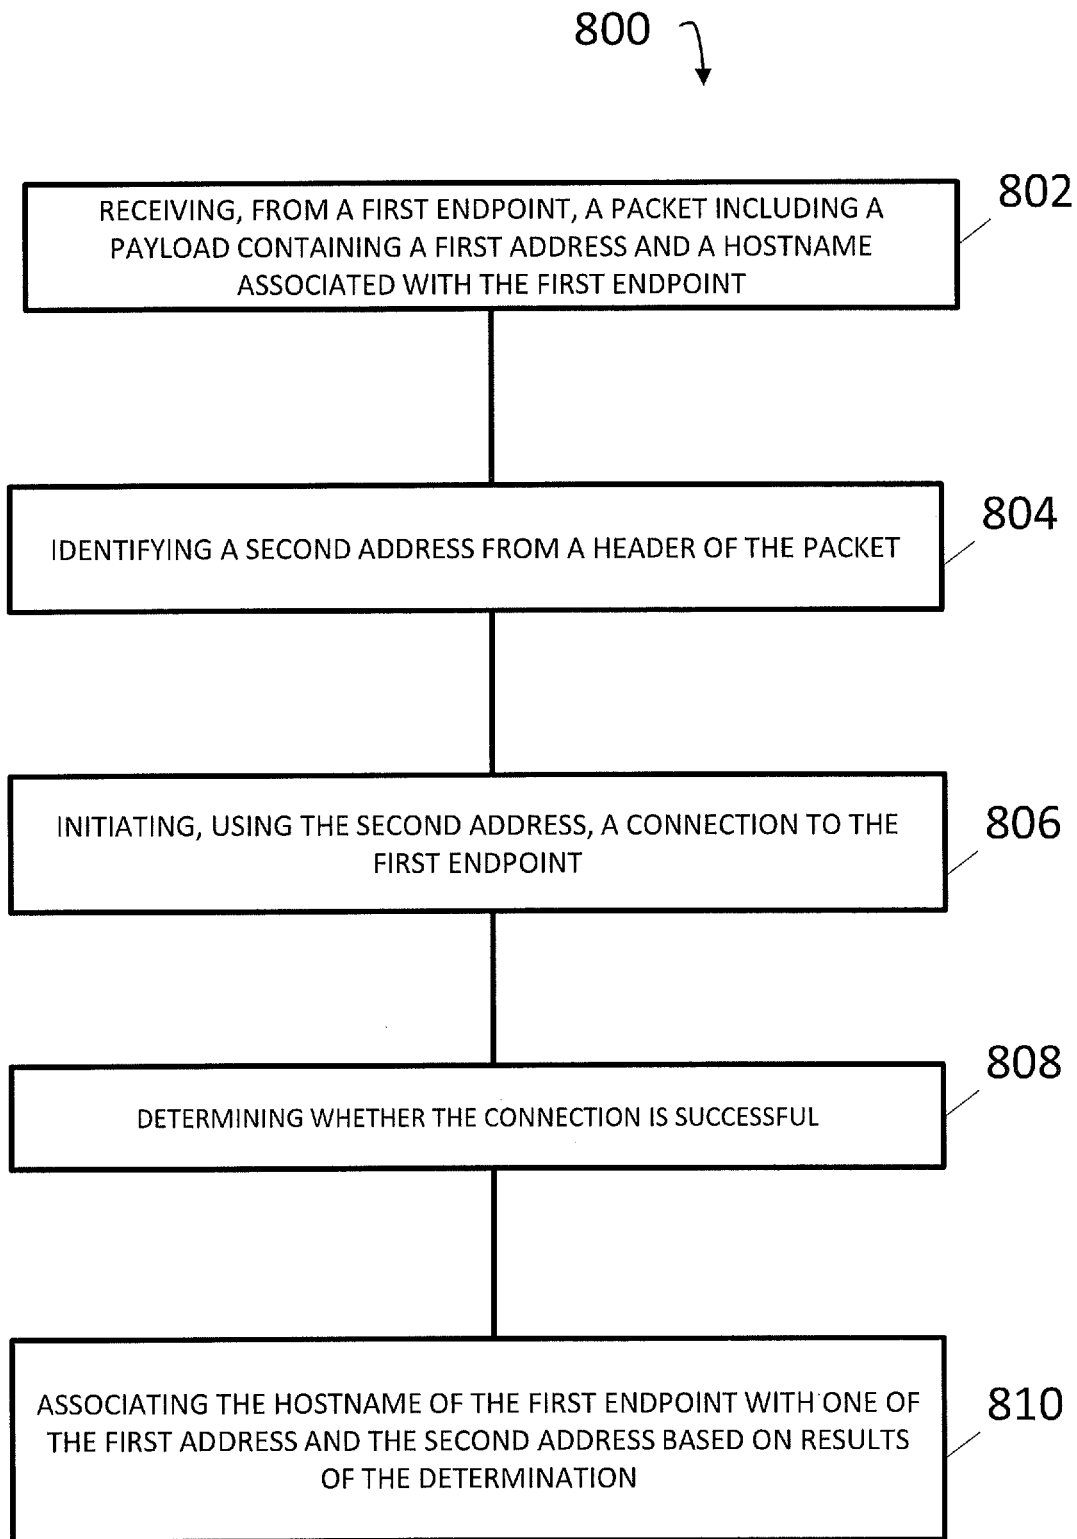 800
802
RECEIVING, FROM A FIRST ENDPOINT, A PACKET INCLUDING A
PAYLOAD CONTAINING A FIRST ADDRESS AND A HOSTNAME
ASSOCIATED WITH THE FIRST ENDPOINT
804
IDENTIFYING A SECOND ADDRESS FROM A HEADER OF THE PACKET
806
INITIATING, USING THE SECOND ADDRESS, A CONNECTION TO THE
FIRST ENDPOINT
808
DETERMINING WHETHER THE CONNECTION IS SUCCESSFUL
810
ASSOCIATING THE HOSTNAME OF THE FIRST ENDPOINT WITH ONE OF
THE FIRST ADDRESS AND THE SECOND ADDRESS BASED ON RESULTS
OF THE DETERMINATION